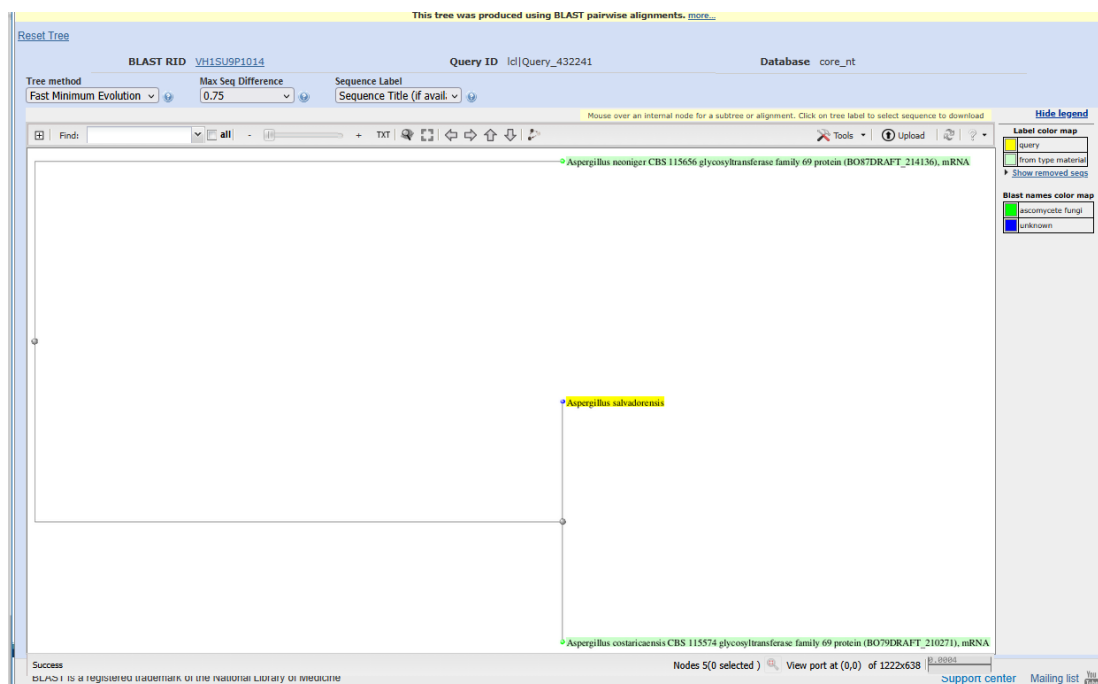 This tree was produced using BLAST pairwise alignments. more...
Reset Tree
BLAST RID VH1SU9P1014 Query ID lcl|Query_432241 Database core_nt
Tree method Max Seq Difference Sequence Label
Fast Minimum Evolution 0.75 Sequence Title (if avail.
Mouse over an internal node for a subtree or alignment. Click on tree label to select sequence to download Hide legend
Find: all - + TXT Tools Upload ?
Label color map
query
from type material
Show removed seqs
Blast names color map
ascomycete fungi
unknown
Aspergillus neoniger CBS 115656 glycosyltransferase family 69 protein (BO87DRAFT_214136), mRNA
Aspergillus salvadorensis
Aspergillus costaricaensis CBS 115574 glycosyltransferase family 69 protein (BO79DRAFT_210271), mRNA
Success Nodes 5(0 selected ) View port at (0,0) of 1222x638 0.0004
BLAST is a registered trademark of the National Library of Medicine Support center Mailing list You